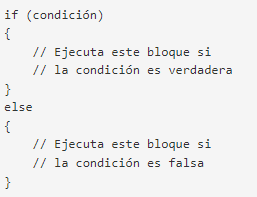 if (condición)
{
    // Ejecuta este bloque si
    // la condición es verdadera
}
else
{
    // Ejecuta este bloque si
    // la condición es falsa
}